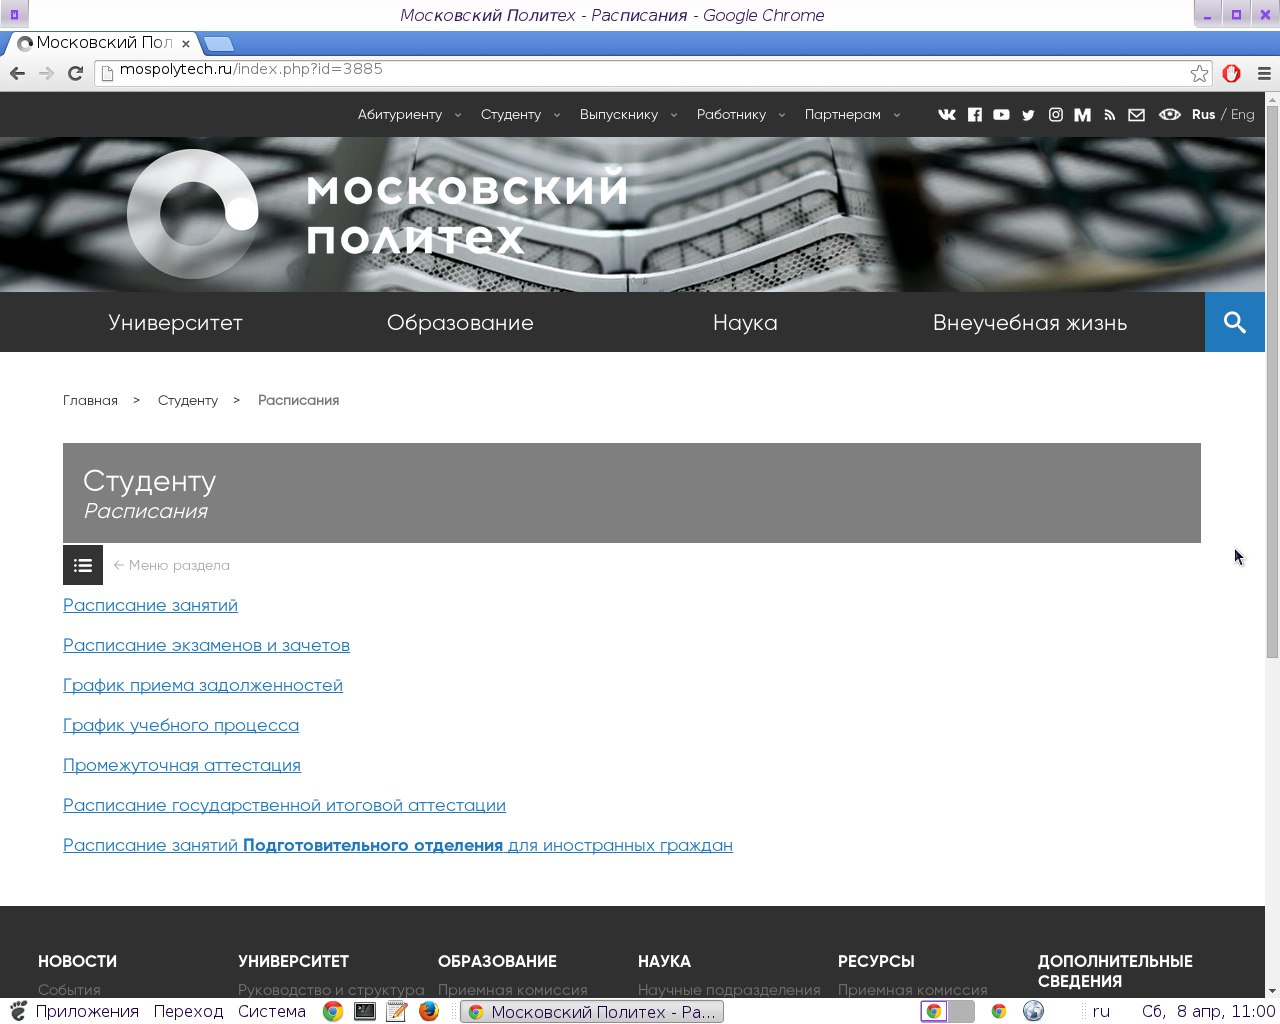 Московский Политех - Расписания - Google Chrome
Московский Пол
mospolytech.ru/index.php?id=3885
Абитуриенту Студенту Выпускнику Работнику Партнерам Rus / Eng
московский
политех
Университет Образование Наука Внеучебная жизнь
Главная > Студенту > Расписания
Студенту
Расписания
← Меню раздела
Расписание занятий
Расписание экзаменов и зачетов
График приема задолженностей
График учебного процесса
Промежуточная аттестация
Расписание государственной итоговой аттестации
Расписание занятий Подготовительного отделения для иностранных граждан
НОВОСТИ УНИВЕРСИТЕТ ОБРАЗОВАНИЕ НАУКА РЕСУРСЫ ДОПОЛНИТЕЛЬНЫЕ
СВЕДЕНИЯ
События Руководство и структура Приемная комиссия Научные подразделения Приемная комиссия
Приложения Переход Система Московский Политех - Ра... ru Сб, 8 апр, 11:00